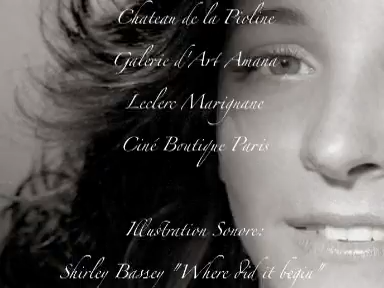 Chateau de la Pioline
Galerie d'Art Amana
Leclerc Marignane
Ciné Boutique Paris
Illustration Sonore:
Shirley Bassey "Where did it begin"